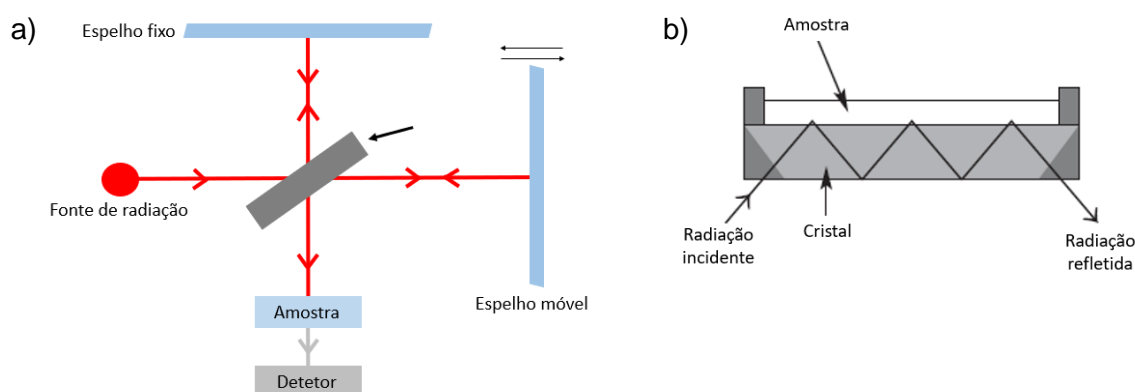 a)
Espelho fixo
Fonte de radiação
Espelho móvel
Amostra
Detetor
b)
Amostra
Radiação
incidente
Cristal
Radiação
refletida